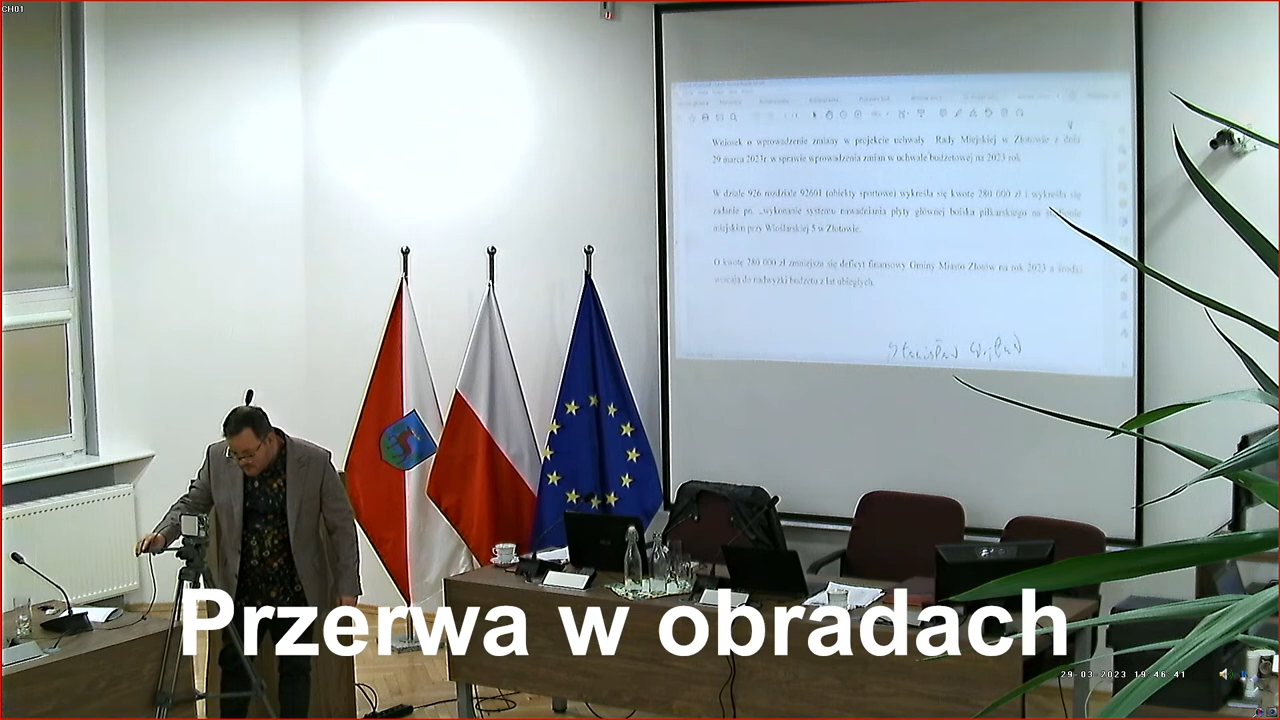 CH01
Wniosek o wprowadzenie zmiany w projekcie uchwały Rady Miejskiej w Złotowie z dnia
29 marca 2023r. w sprawie wprowadzenia zmian w uchwale budżetowej na 2023 rok
W dziale 926 rozdziale 92601 (obiekty sportowe) wykreśla się kwotę 280 000 zł i wykreśla się
zadanie pn. „wykonanie systemu nawadniania płyty głównej boiska piłkarskiego na stadionie
miejskim przy Wioślarskiej 5 w Złotowie.
O kwotę 280 000 zł zmniejsza się deficyt finansowy Gminy Miasto Złotów na rok 2023 a środki
wracają do nadwyżki budżetu z lat ubiegłych.
Przerwa w obradach
29-03-2023 19:46:41